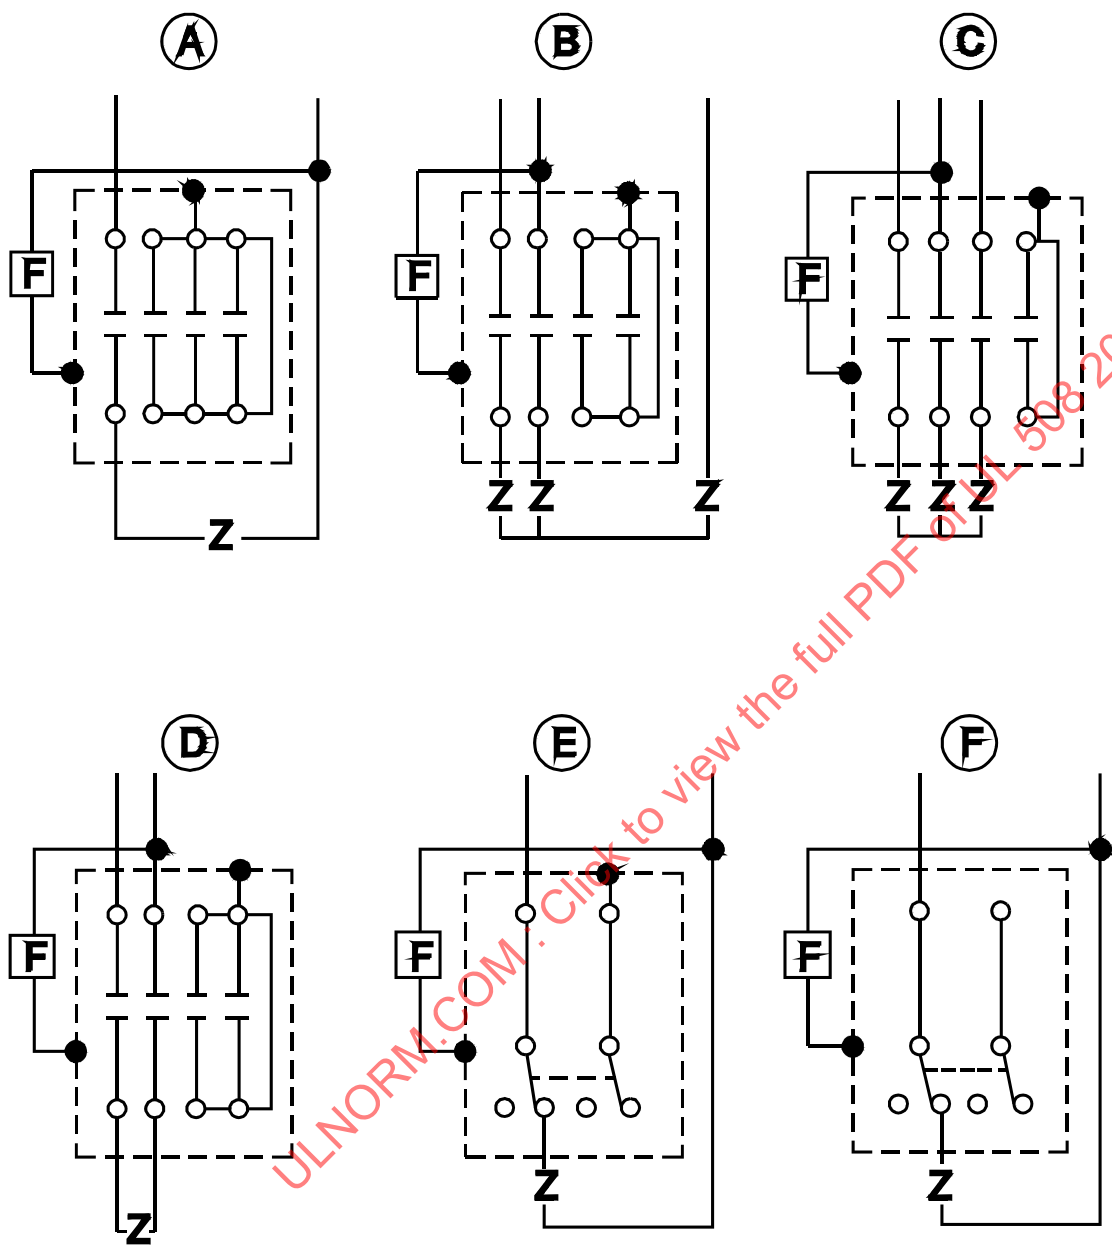 A B C
F F F
Z Z Z Z Z Z Z
D E F
F F F
Z Z Z
ULNORM.COM : Click to view the full PDF of UL 508 20